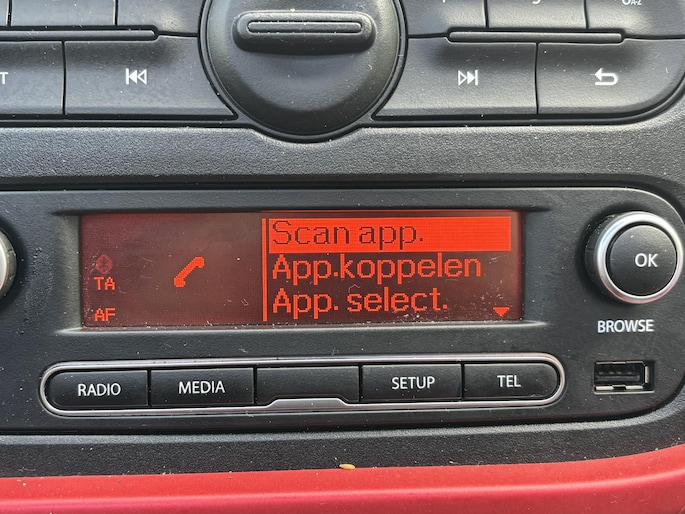 Scan app.
App.koppelen
TA
App. select.
AF
OK
BROWSE
RADIO
MEDIA
SETUP
TEL